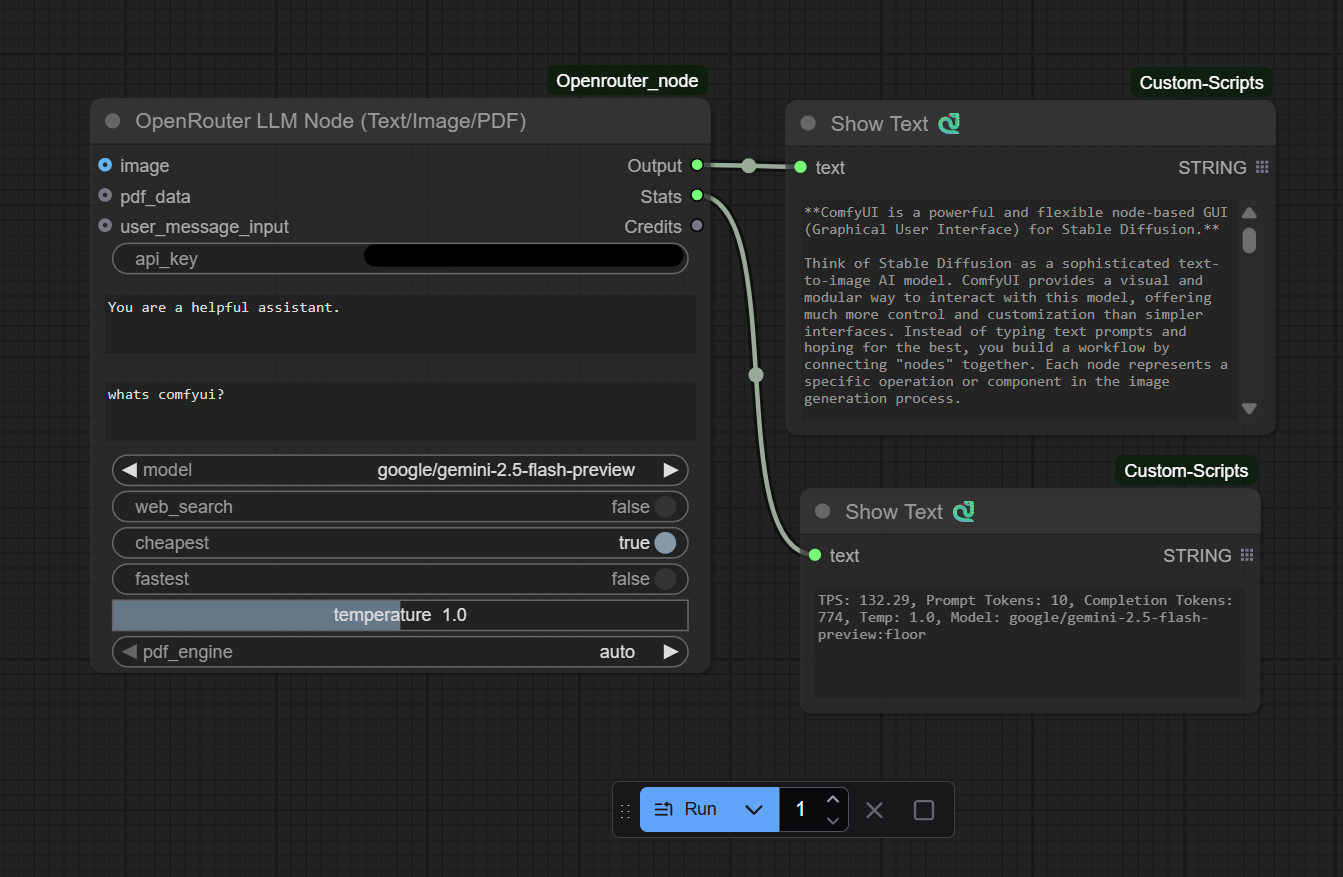 Openrouter_node
OpenRouter LLM Node (Text/Image/PDF)
image
Output
pdf_data
Stats
user_message_input
Credits
api_key
You are a helpful assistant.
whats comfyui?
model
google/gemini-2.5-flash-preview
web_search
false
cheapest
true
fastest
false
temperature 1.0
pdf_engine
auto
Custom-Scripts
Show Text
text
STRING
**ComfyUI is a powerful and flexible node-based GUI
(Graphical User Interface) for Stable Diffusion.**
Think of Stable Diffusion as a sophisticated text-
to-image AI model. ComfyUI provides a visual and
modular way to interact with this model, offering
much more control and customization than simpler
interfaces. Instead of typing text prompts and
hoping for the best, you build a workflow by
connecting "nodes" together. Each node represents a
specific operation or component in the image
generation process.
Custom-Scripts
Show Text
text
STRING
TPS: 132.29, Prompt Tokens: 10, Completion Tokens:
774, Temp: 1.0, Model: google/gemini-2.5-flash-
preview:floor
Run
1